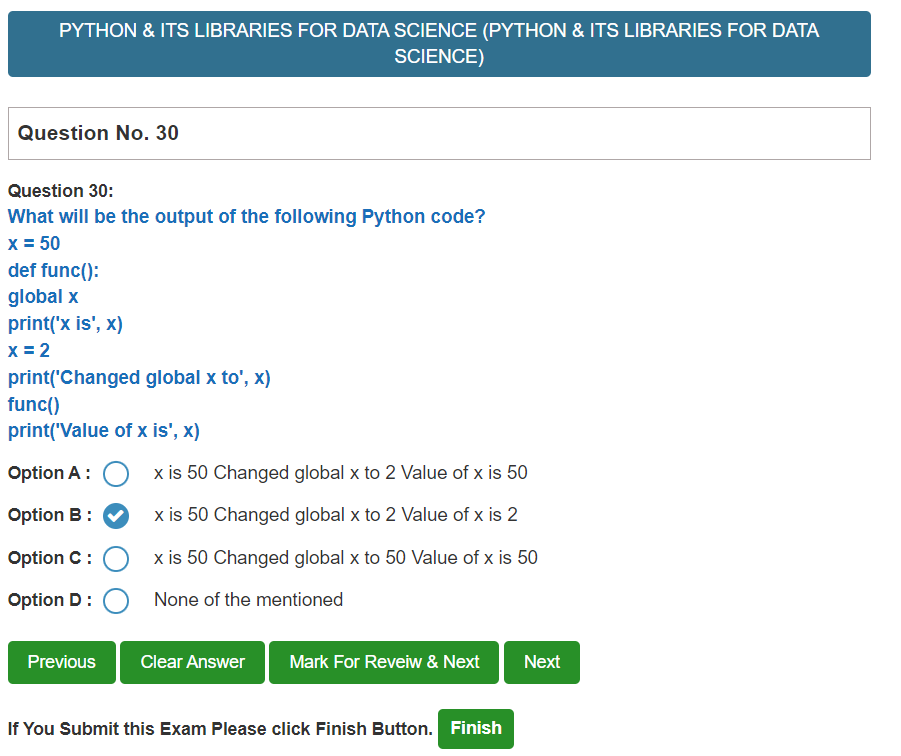 PYTHON & ITS LIBRARIES FOR DATA SCIENCE (PYTHON & ITS LIBRARIES FOR DATA
SCIENCE)
Question No. 30
Question 30:
What will be the output of the following Python code?
x = 50
def func():
global x
print('x is', x)
x = 2
print('Changed global x to', x)
func()
print('Value of x is', x)
Option A : x is 50 Changed global x to 2 Value of x is 50
Option B : x is 50 Changed global x to 2 Value of x is 2
Option C : x is 50 Changed global x to 50 Value of x is 50
Option D : None of the mentioned
Previous Clear Answer Mark For Reveiw & Next Next
If You Submit this Exam Please click Finish Button. Finish